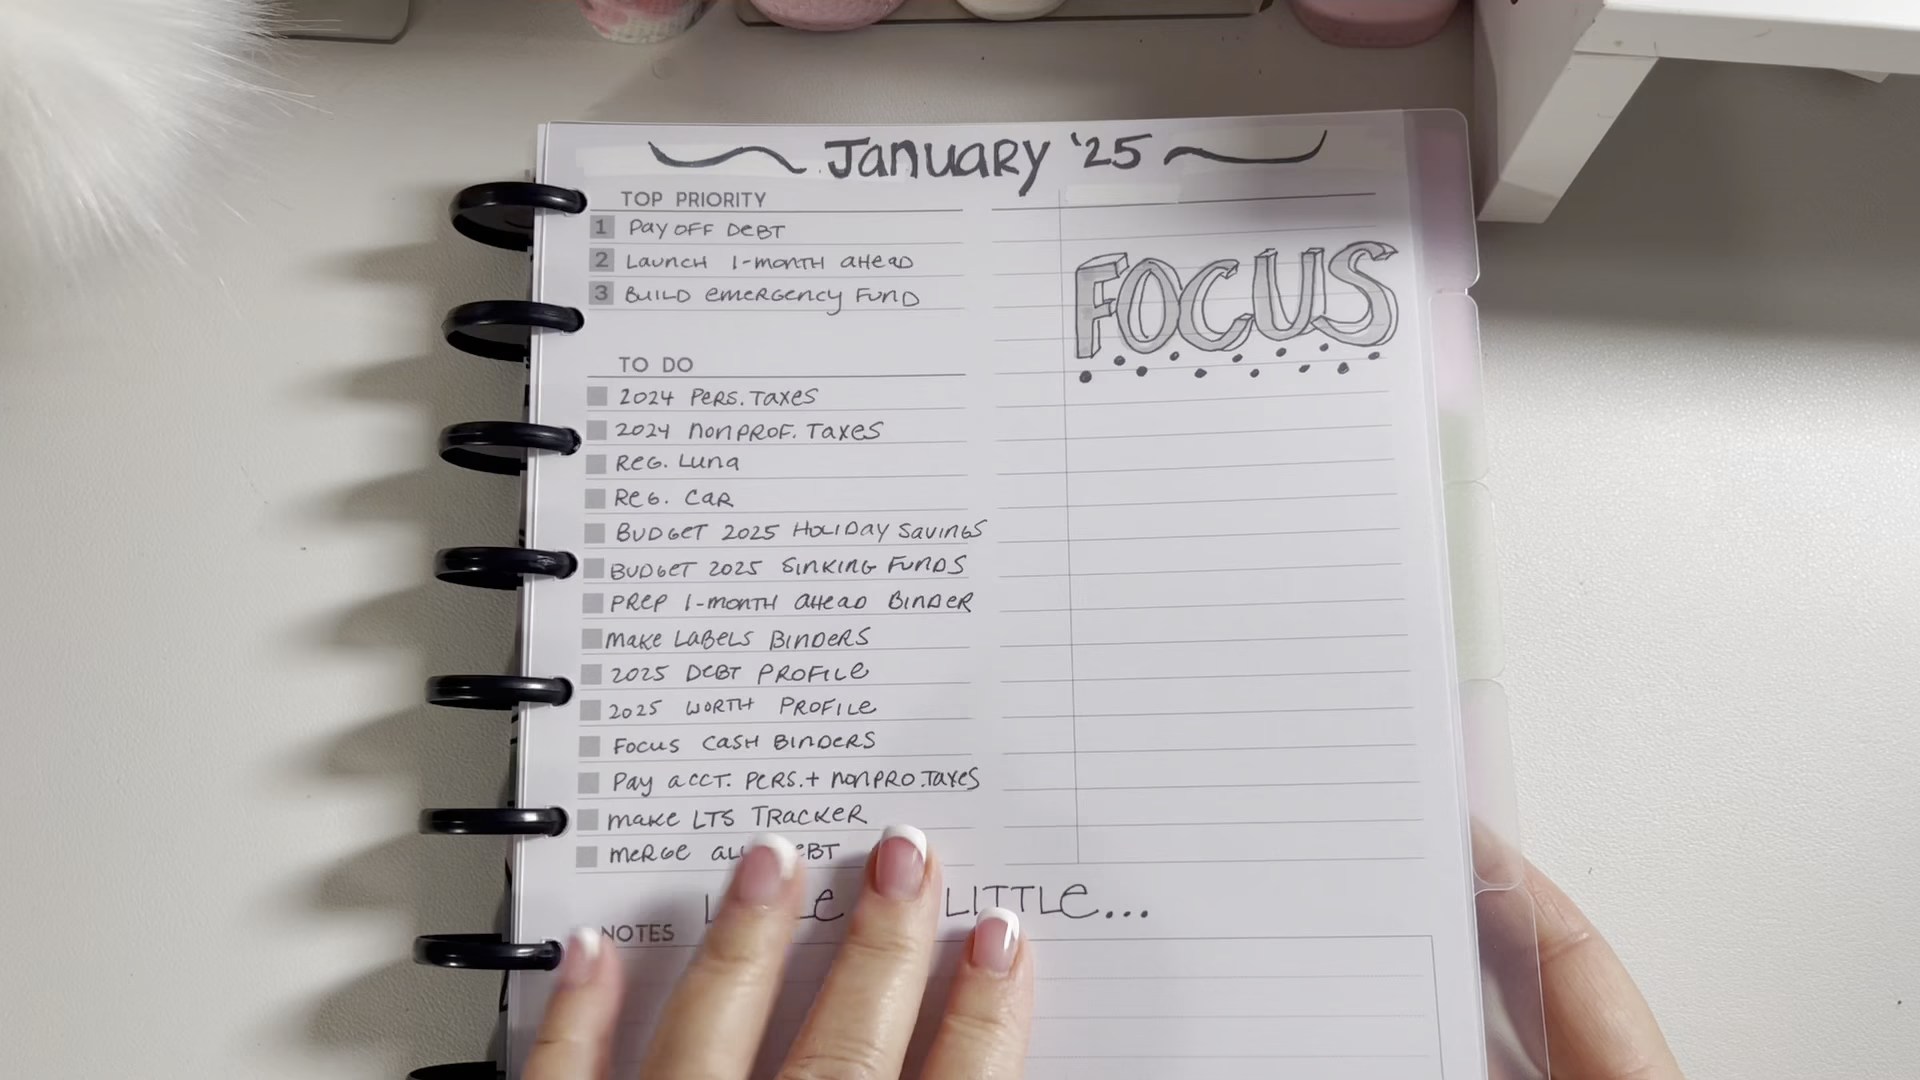 January '25
TOP PRIORITY
1 Pay off Debt
2 Launch 1-month ahead
3 Build emergency Fund
FOCUS
TO DO
2024 Pers. Taxes
2024 nonprof. Taxes
Reg. Luna
Reg. Car
Budget 2025 Holiday Savings
Budget 2025 Sinking Funds
Prep 1-month ahead Binder
make Labels Binders
2025 Debt Profile
2025 Worth Profile
Focus Cash Binders
Pay acct. Pers. + nonpro. Taxes
make LTS Tracker
merge
LITTLE...
NOTES